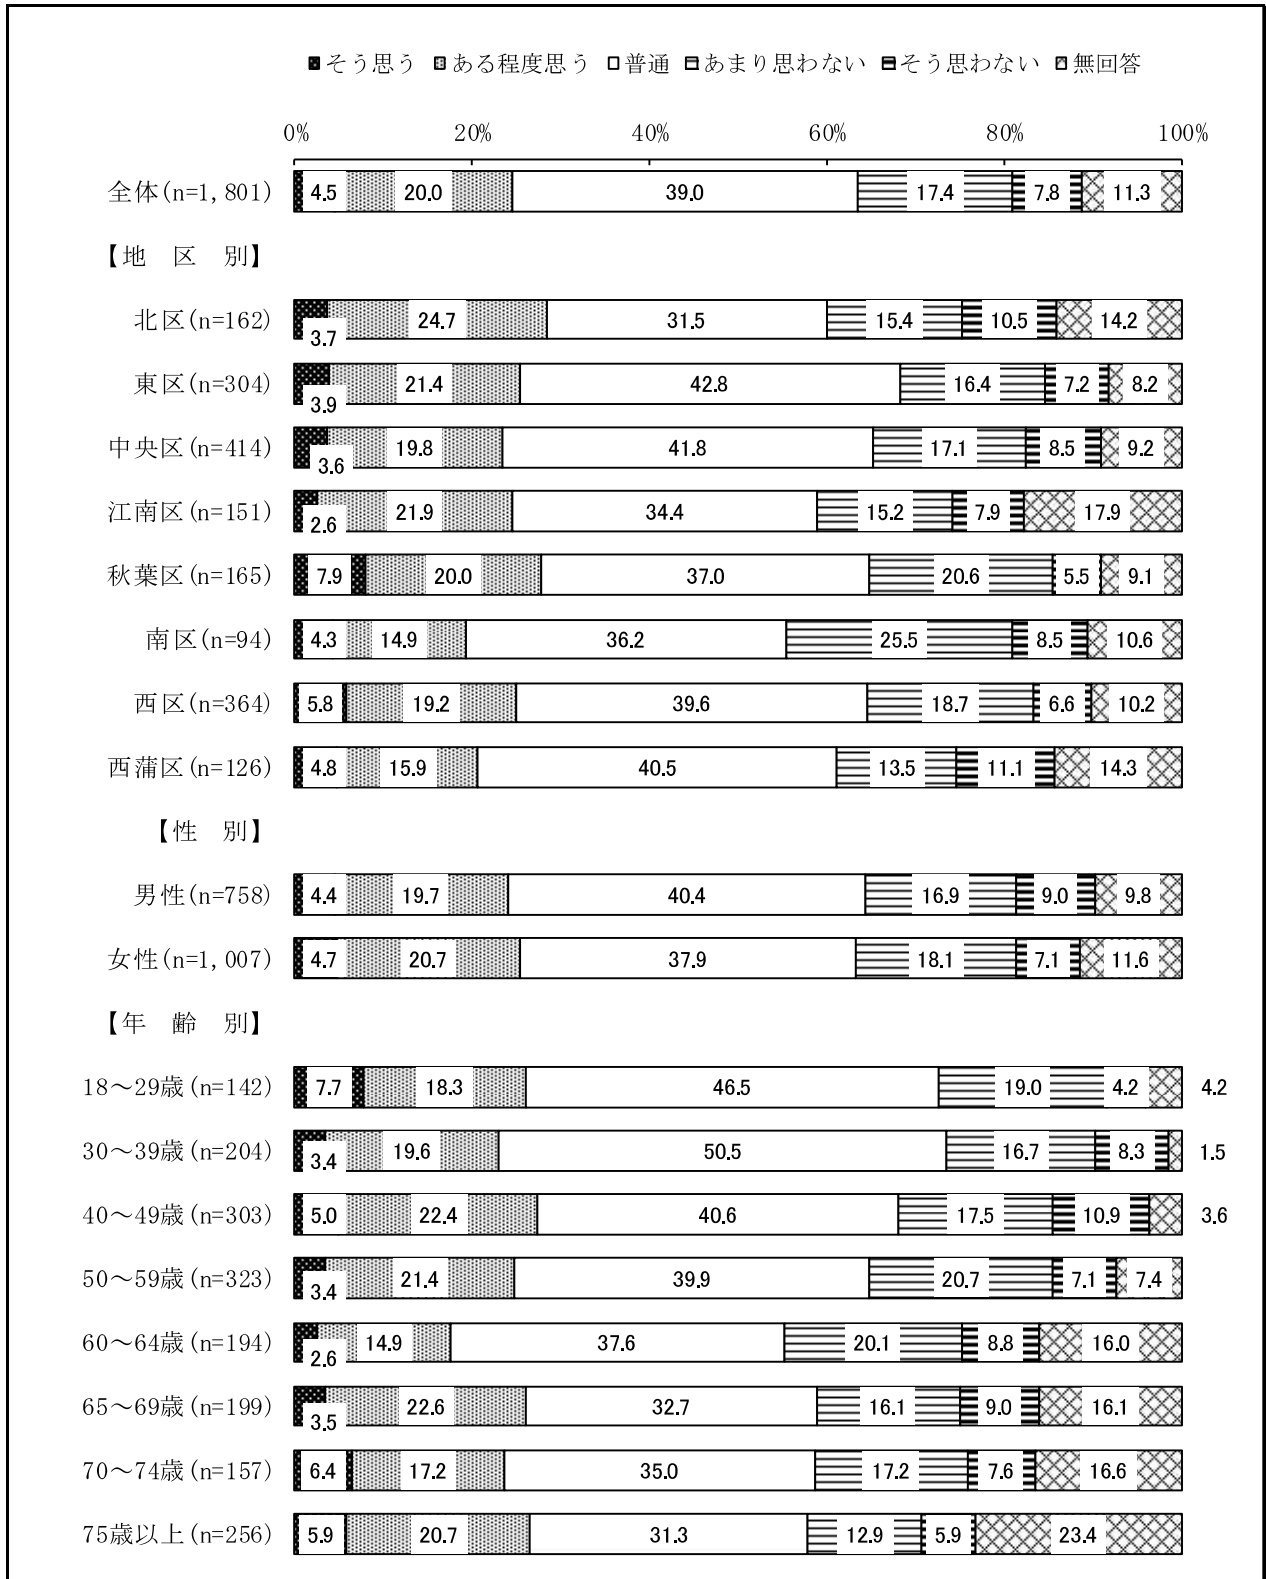 そう思う ある程度思う 普通 あまり思わない そう思わない 無回答
0% 20% 40% 60% 80% 100%
全体(n=1,801) 4.5 20.0 39.0 17.4 7.8 11.3
【地 区 別】
北区(n=162) 3.7 24.7 31.5 15.4 10.5 14.2
東区(n=304) 3.9 21.4 42.8 16.4 7.2 8.2
中央区(n=414) 3.6 19.8 41.8 17.1 8.5 9.2
江南区(n=151) 2.6 21.9 34.4 15.2 7.9 17.9
秋葉区(n=165) 7.9 20.0 37.0 20.6 5.5 9.1
南区(n=94) 4.3 14.9 36.2 25.5 8.5 10.6
西区(n=364) 5.8 19.2 39.6 18.7 6.6 10.2
西蒲区(n=126) 4.8 15.9 40.5 13.5 11.1 14.3
【性 別】
男性(n=758) 4.4 19.7 40.4 16.9 9.0 9.8
女性(n=1,007) 4.7 20.7 37.9 18.1 7.1 11.6
【年 齢 別】
18～29歳(n=142) 7.7 18.3 46.5 19.0 4.2 4.2
30～39歳(n=204) 3.4 19.6 50.5 16.7 8.3 1.5
40～49歳(n=303) 5.0 22.4 40.6 17.5 10.9 3.6
50～59歳(n=323) 3.4 21.4 39.9 20.7 7.1 7.4
60～64歳(n=194) 2.6 14.9 37.6 20.1 8.8 16.0
65～69歳(n=199) 3.5 22.6 32.7 16.1 9.0 16.1
70～74歳(n=157) 6.4 17.2 35.0 17.2 7.6 16.6
75歳以上(n=256) 5.9 20.7 31.3 12.9 5.9 23.4